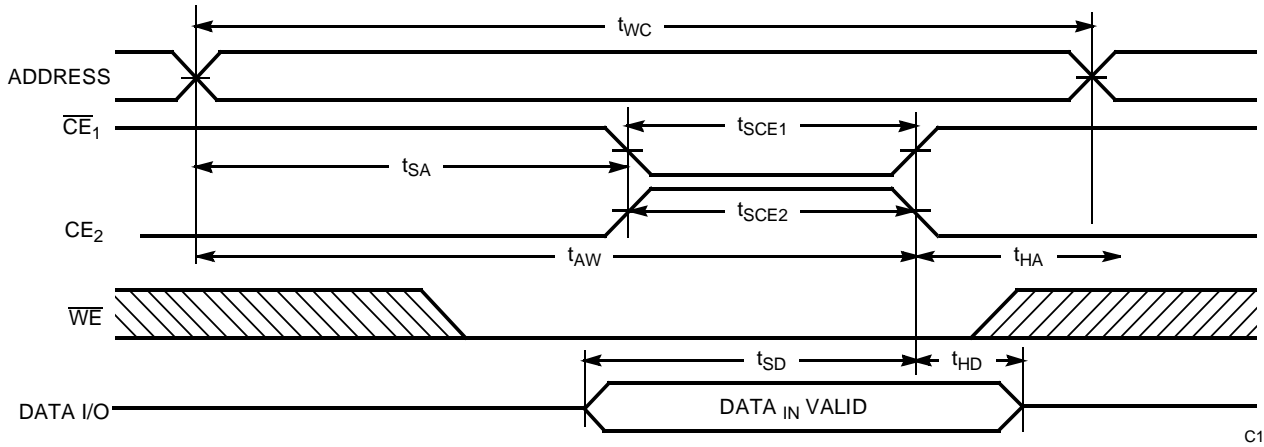 tWC
ADDRESS
CE1
tSCE1
tSA
tSCE2
CE2
tAW
tHA
WE
tSD
tHD
DATA I/O
DATA IN VALID
C1